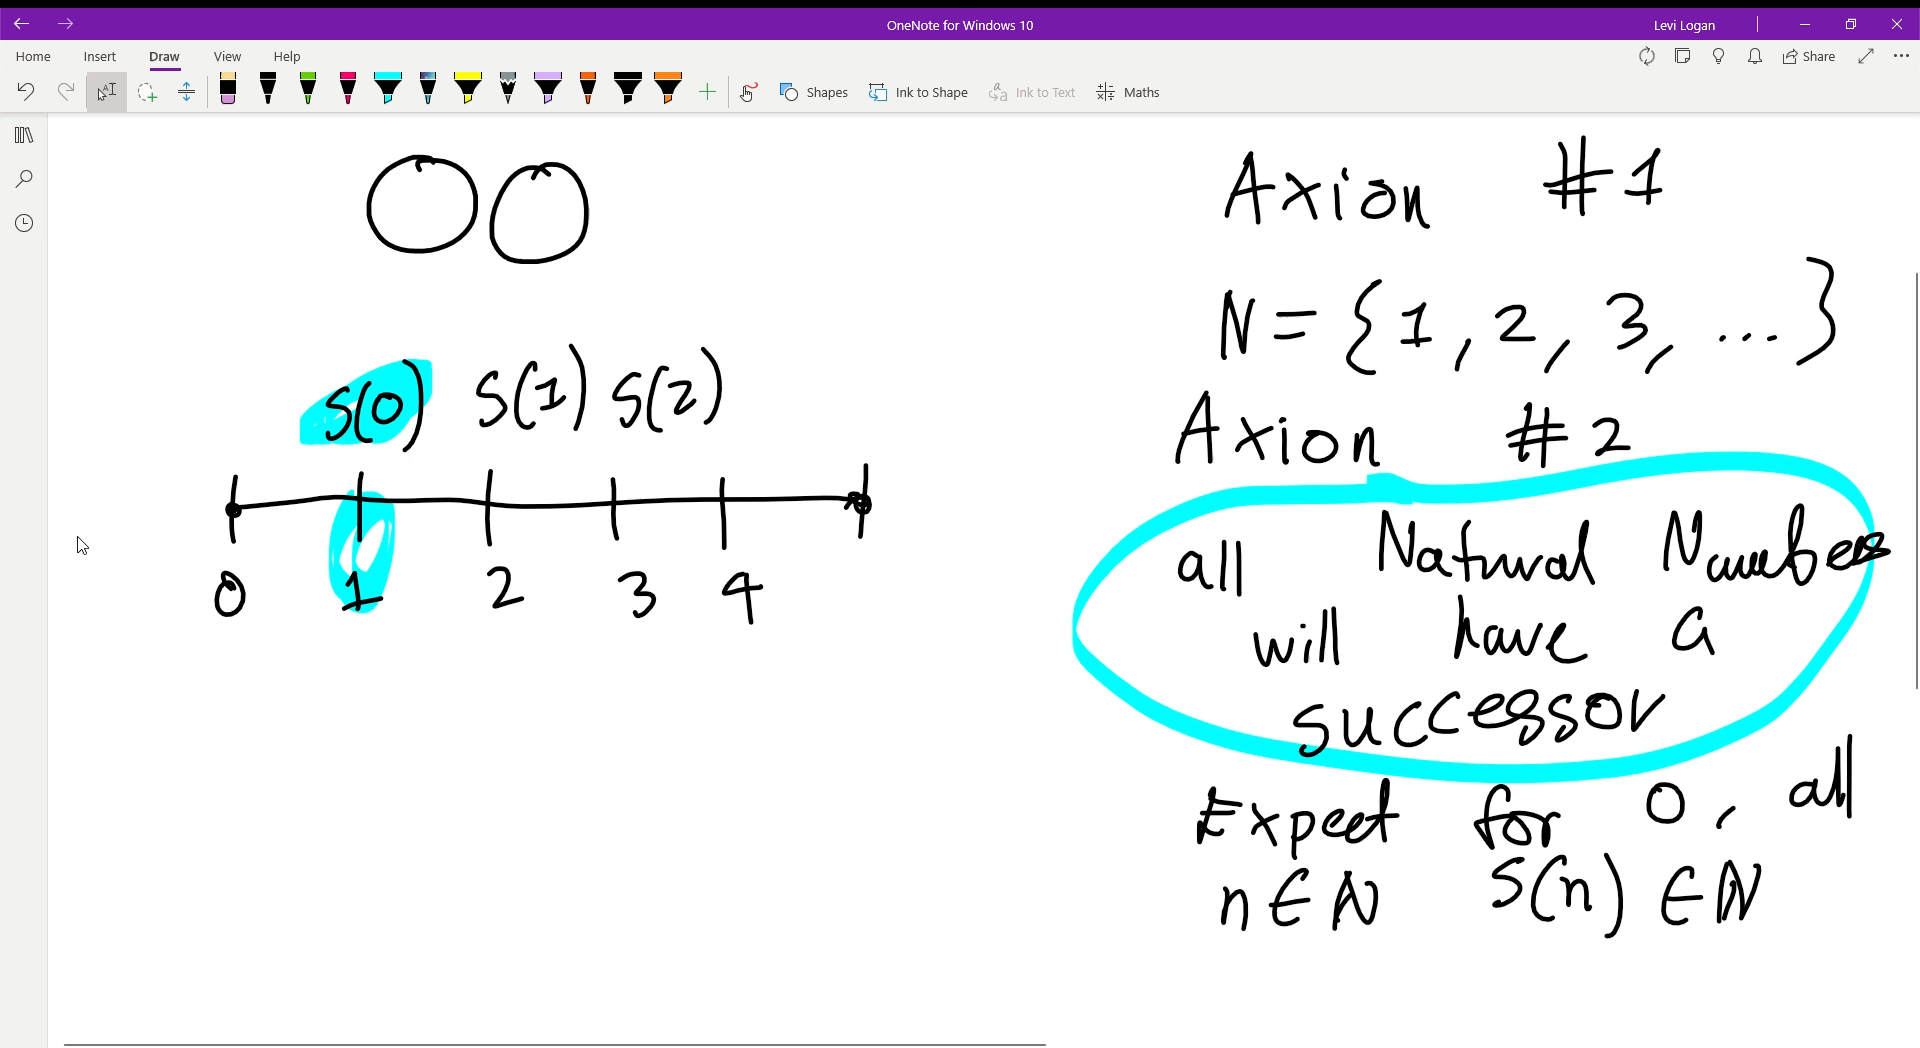 OneNote for Windows 10
Levi Logan
Home Insert Draw View Help
Share
Shapes Ink to Shape Ink to Text Maths
S(0) S(1) S(2)
0 1 2 3 4
Axion #1
N = {1, 2, 3, ...}
Axion #2
all Natural Numbers
will have a
successor
Expect for 0, all
n ∈ N S(n) ∈ N